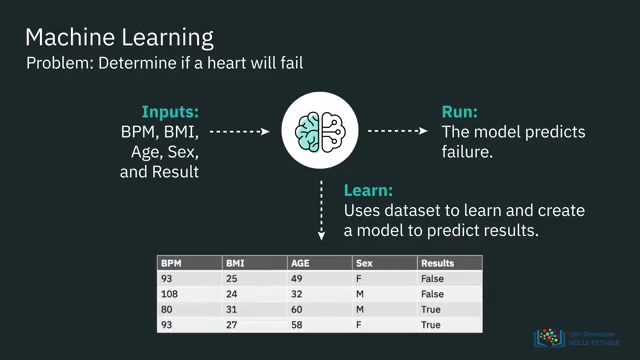 Machine Learning
Problem: Determine if a heart will fail
Inputs:
BPM, BMI,
Age, Sex,
and Result
Run:
The model predicts
failure.
Learn:
Uses dataset to learn and create
a model to predict results.
BPM BMI AGE Sex Results
93 25 49 F False
108 24 32 M False
80 31 60 M True
93 27 58 F True
IBM Developer
SKILLS NETWORK